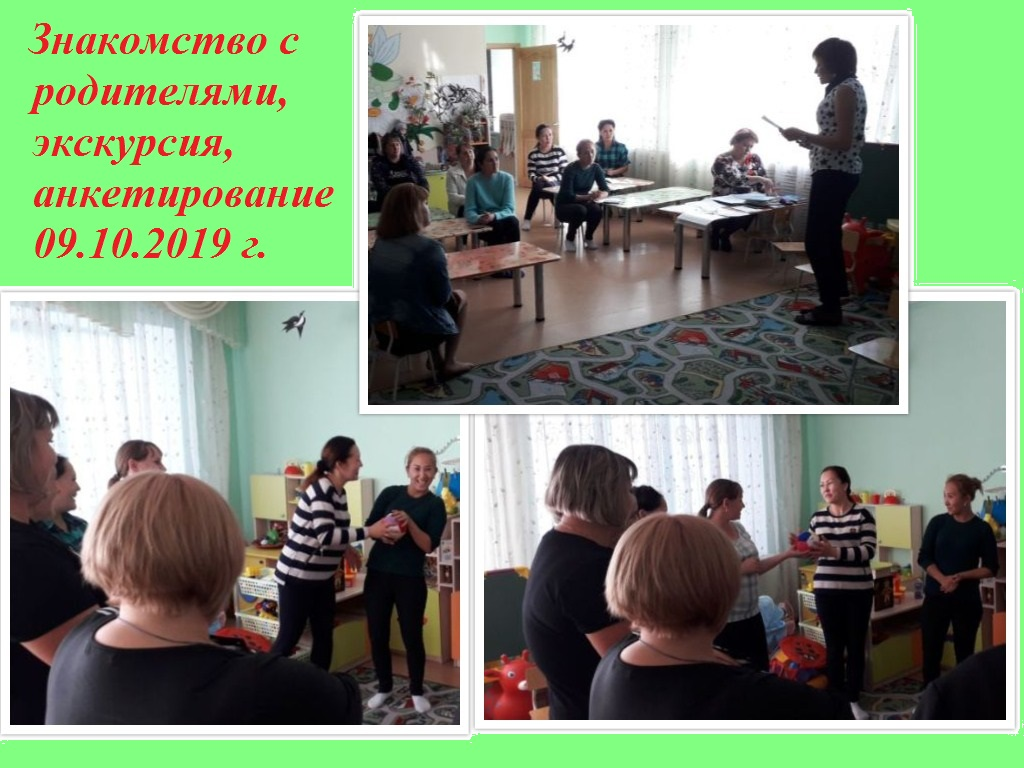 Знакомство с
родителями,
экскурсия,
анкетирование
09.10.2019 г.